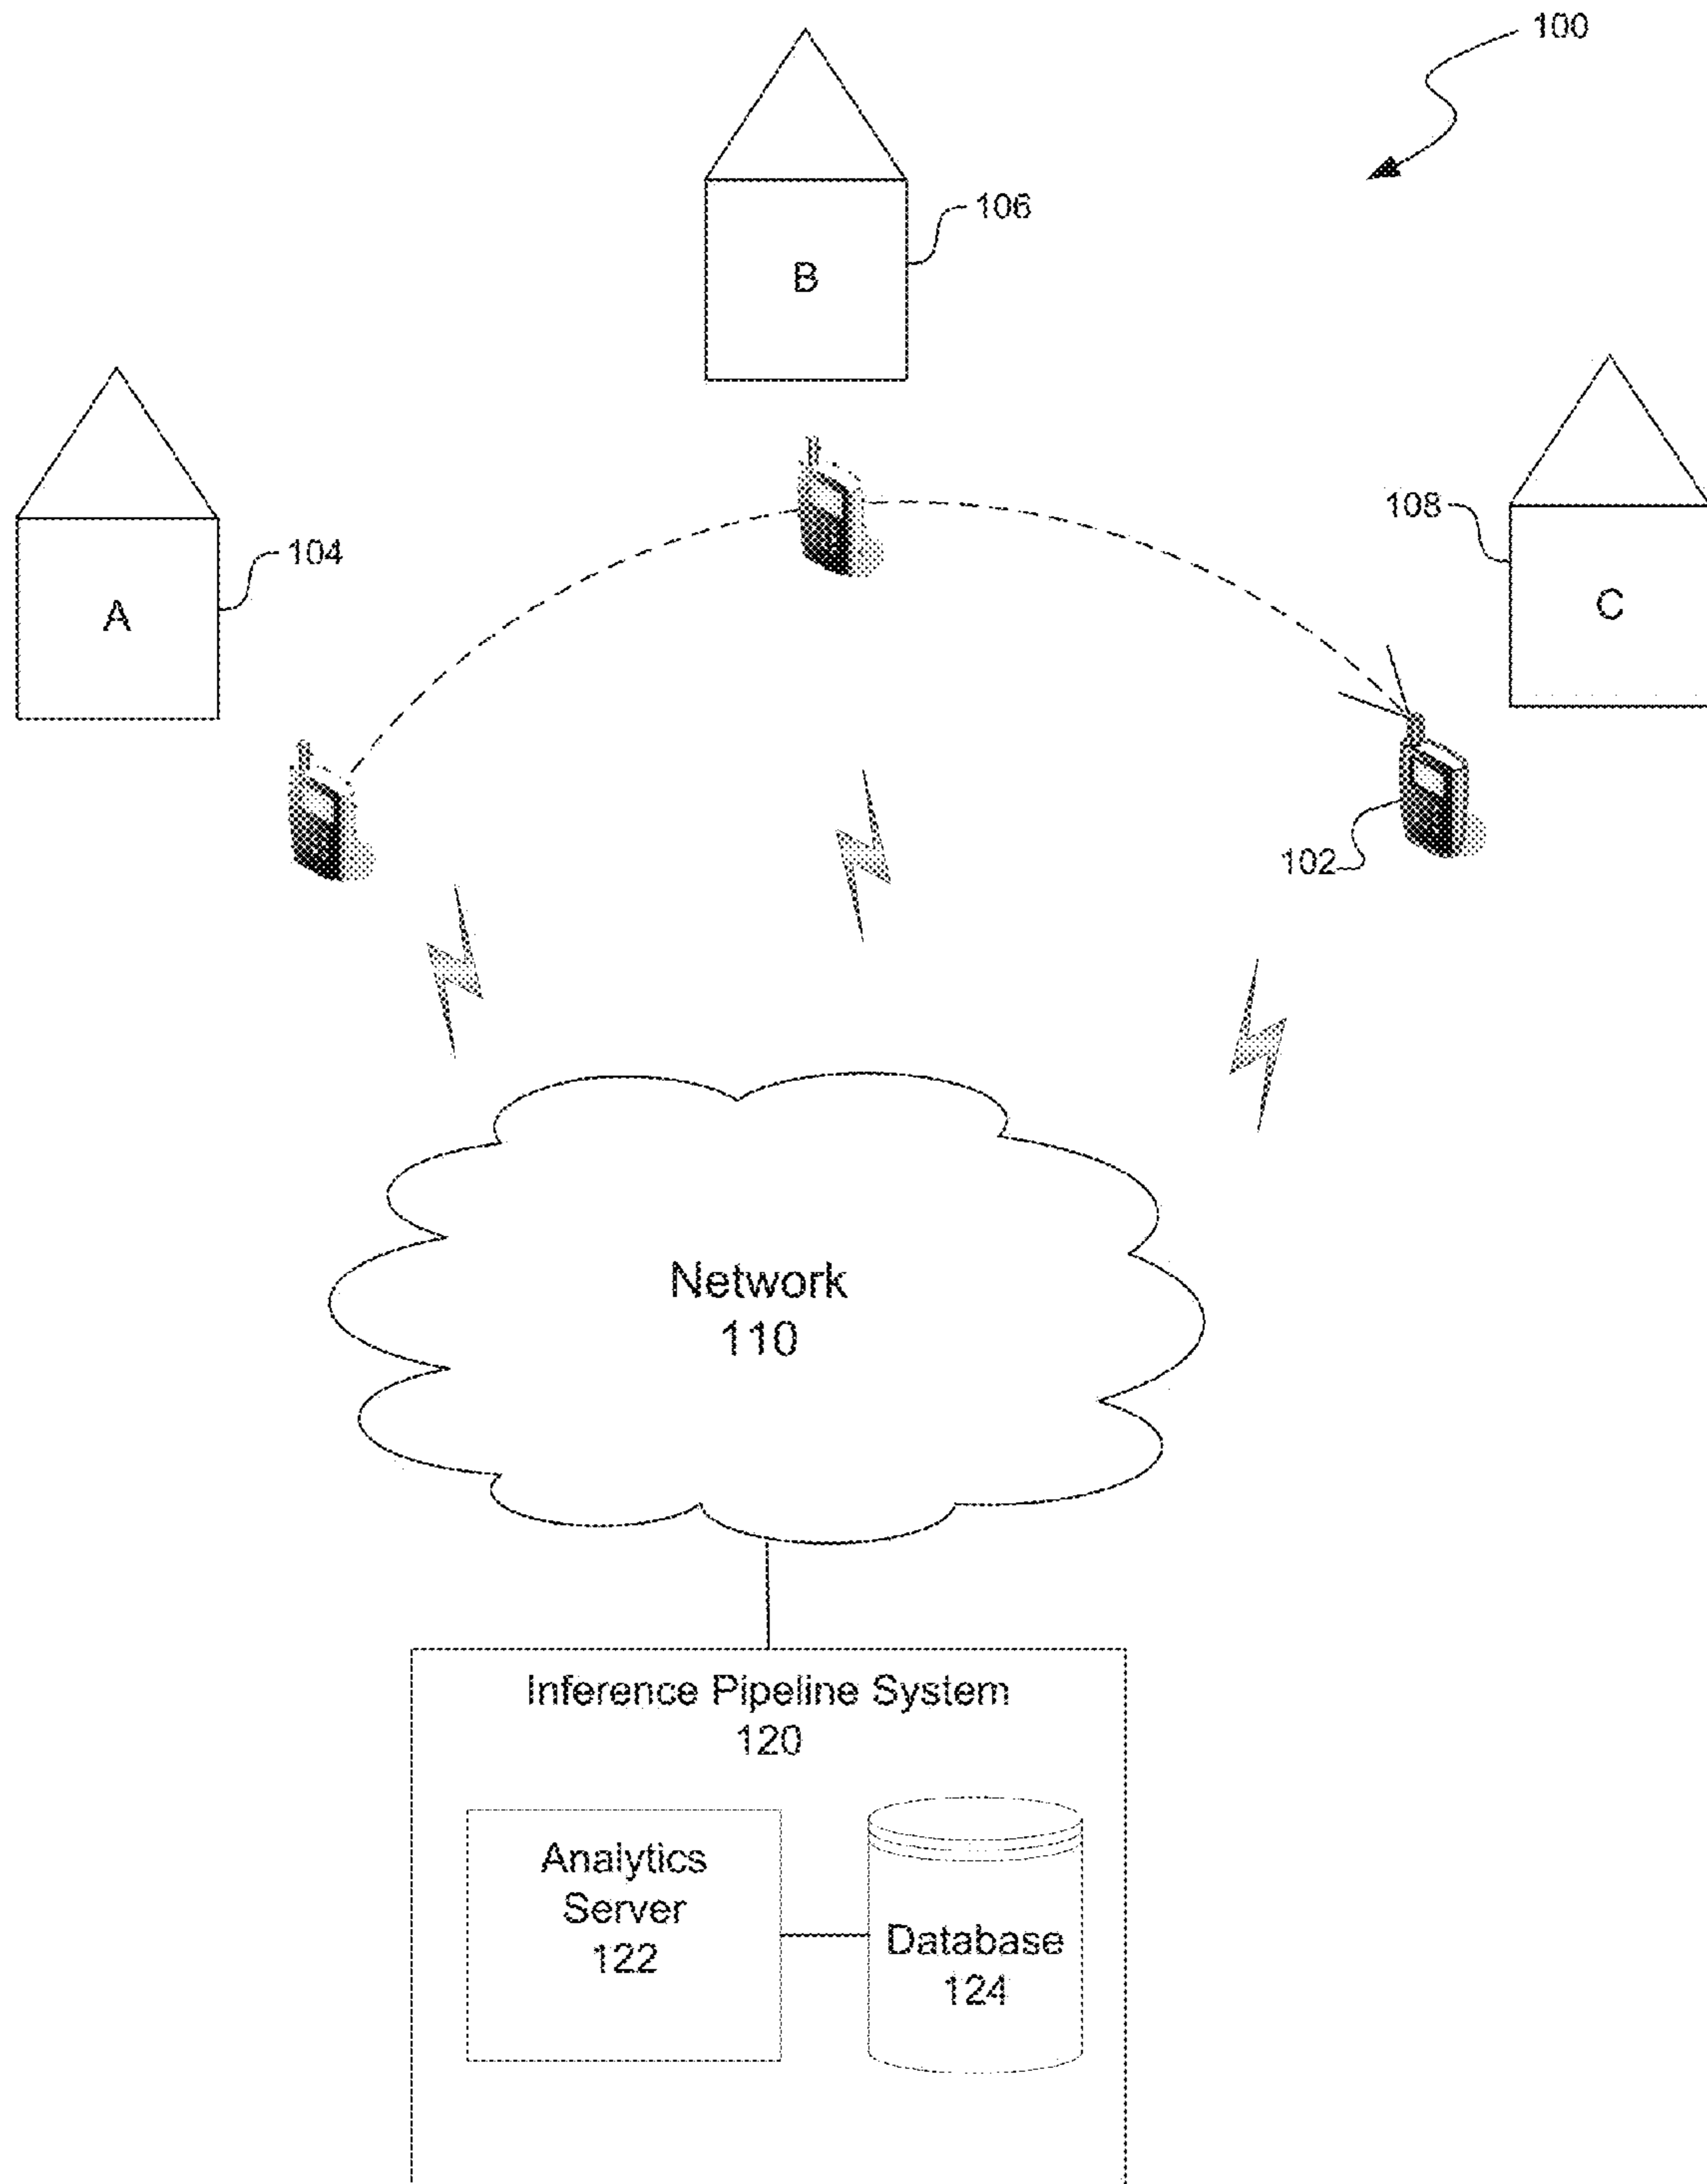 100
B
106
A
104
108
C
102
Network
110
Inference Pipeline System
120
Analytics
Server
122
Database
124